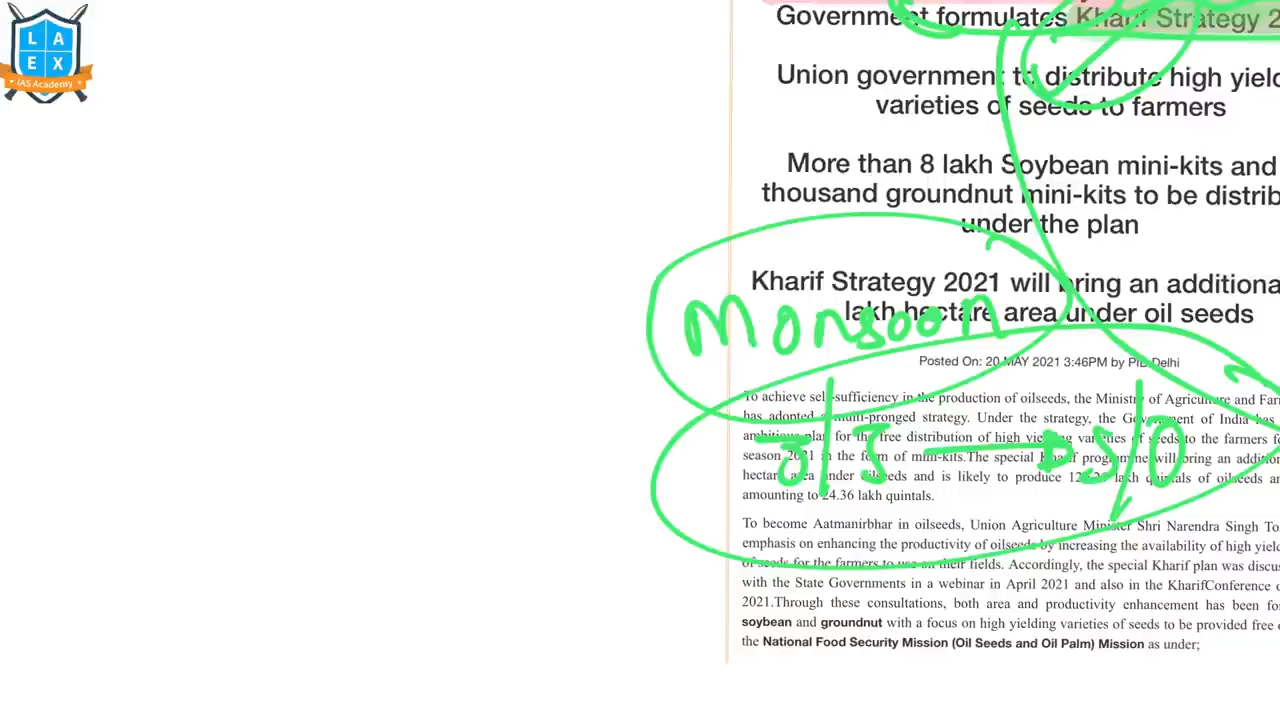 L A
E X
IAS Academy
Government formulates Kharif Strategy 2
Union government to distribute high yield
varieties of seeds to farmers
More than 8 lakh Soybean mini-kits and
thousand groundnut mini-kits to be distrib
under the plan
Kharif Strategy 2021 will bring an additiona
lakh hectare area under oil seeds
Monsoon
Posted On: 20 MAY 2021 3:46PM by PIB Delhi
To achieve self-sufficiency in the production of oilseeds, the Ministry of Agriculture and Farm
has adopted a multi-pronged strategy. Under the strategy, the Government of India has
ambitious plan for the free distribution of high yielding varieties of seeds to the farmers fo
season 2021 in the form of mini-kits.The special Kharif programme will bring an addition
hectare area under oilseeds and is likely to produce lakh quintals of oilseeds an
amounting to 24.36 lakh quintals.
J S/O
To become Aatmanirbhar in oilseeds, Union Agriculture Minister Shri Narendra Singh To
emphasis on enhancing the productivity of oilseeds by increasing the availability of high yield
of seeds for the farmers to use on their fields. Accordingly, the special Kharif plan was discus
with the State Governments in a webinar in April 2021 and also in the KharifConference o
2021.Through these consultations, both area and productivity enhancement has been for
soybean and groundnut with a focus on high yielding varieties of seeds to be provided free o
the National Food Security Mission (Oil Seeds and Oil Palm) Mission as under;